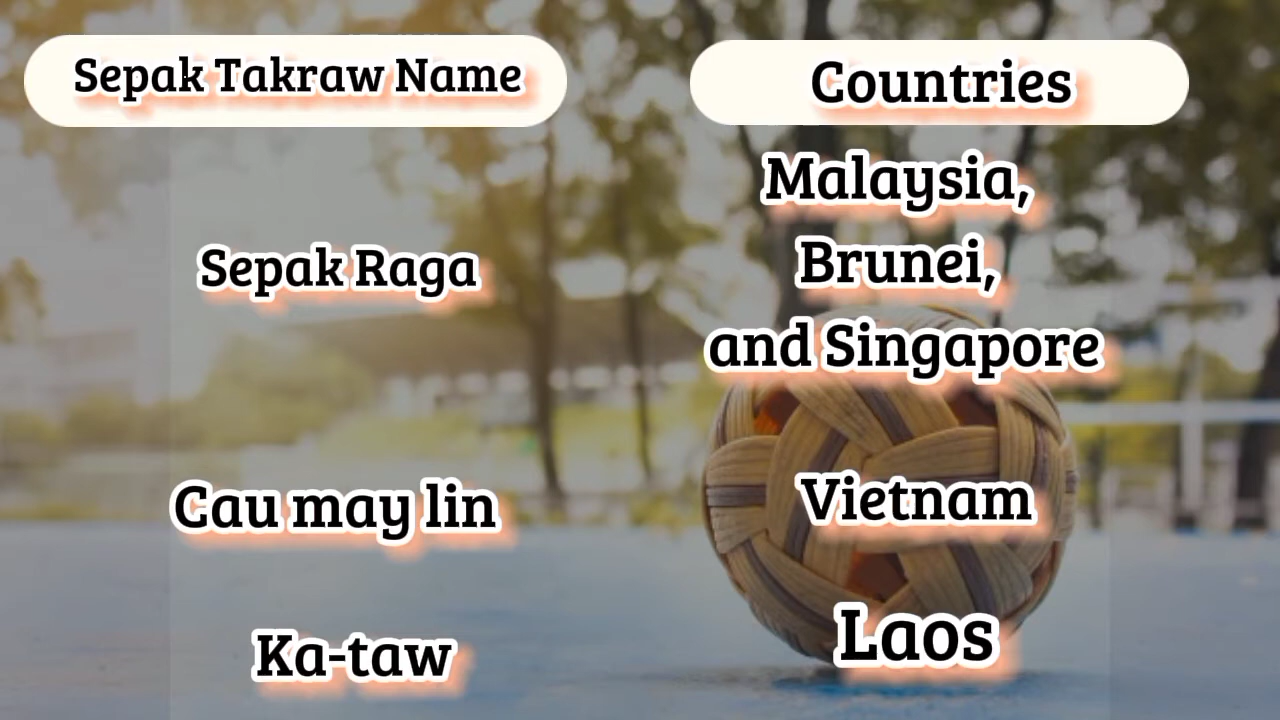 Sepak Takraw Name
Countries
Sepak Raga
Malaysia,
Brunei,
and Singapore
Cau may lin
Vietnam
Ka-taw
Laos